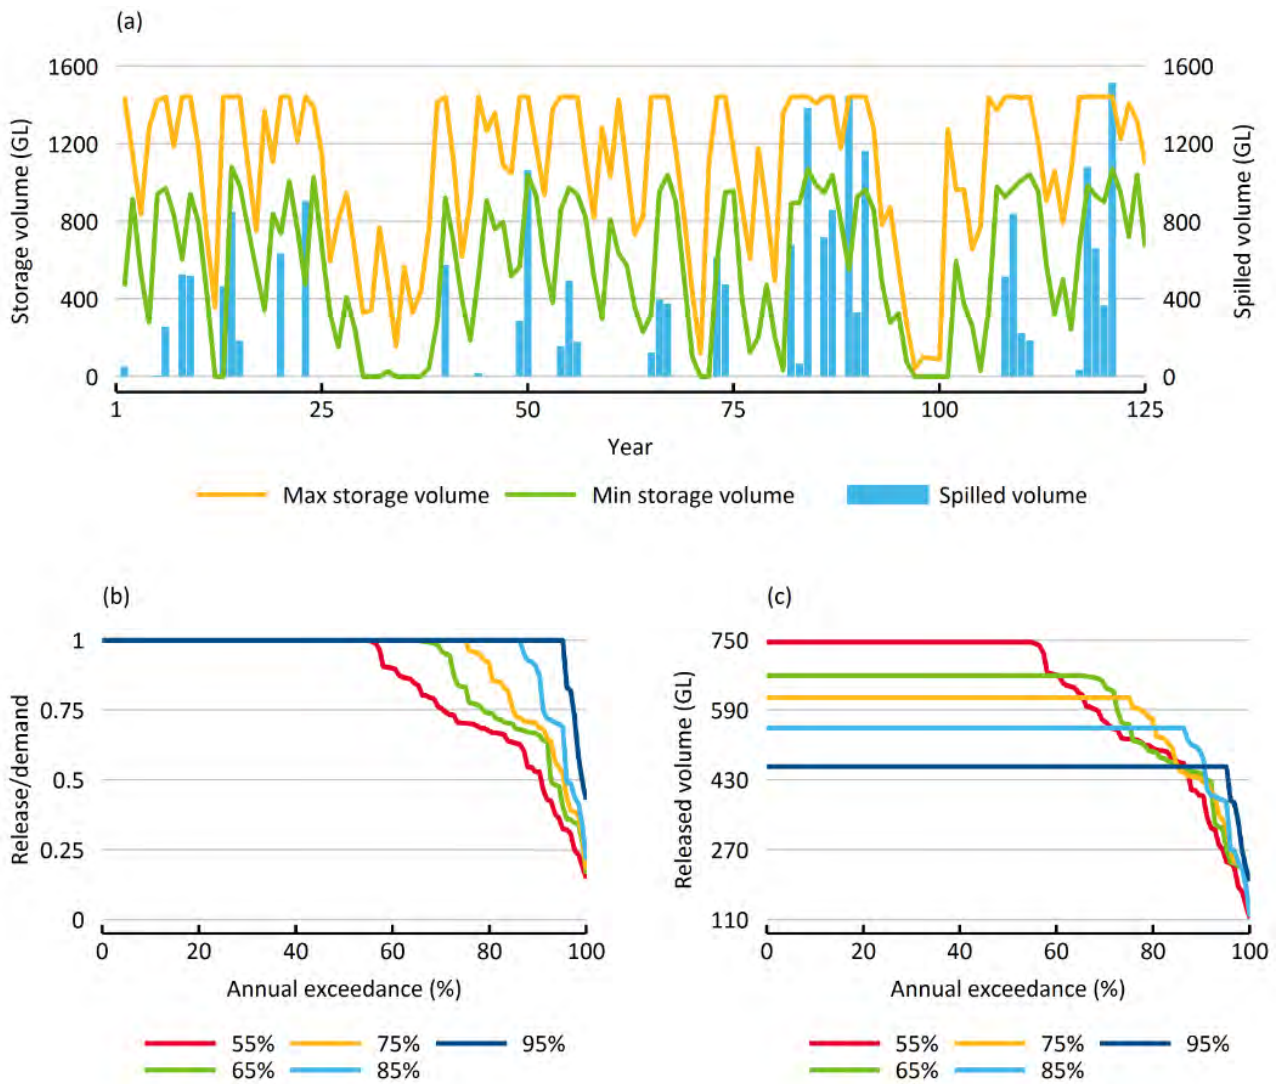 (a)
1600 1600
1200 1200
800 800
400 400
0 0
Storage volume (GL)
Spilled volume (GL)
1 25 50 75 100 125
Year
Max storage volume Min storage volume Spilled volume
(b)
1
0.75
0.5
0.25
0
Release/demand
0 20 40 60 80 100
Annual exceedance (%)
55% 75% 95%
65% 85%
(c)
750
590
430
270
110
Released volume (GL)
0 20 40 60 80 100
Annual exceedance (%)
55% 75% 95%
65% 85%